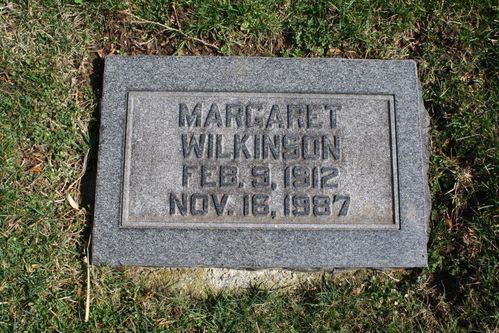 MARGARET
WILKINSON
FEB. 9, 1912
NOV. 16, 1987